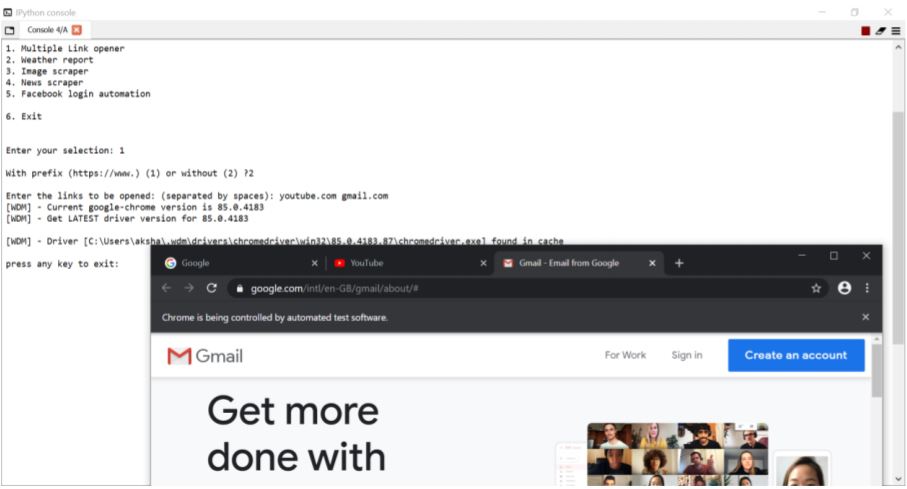 IPython console
Console 4/A
1. Multiple Link opener
2. Weather report
3. Image scraper
4. News scraper
5. Facebook login automation
6. Exit
Enter your selection: 1
With prefix (https://www.) (1) or without (2) ?2
Enter the links to be opened: (separated by spaces): youtube.com gmail.com
[WDM] - Current google-chrome version is 85.0.4183
[WDM] - Get LATEST driver version for 85.0.4183
[WDM] - Driver [C:\Users\aksha\.wdm\drivers\chromedriver\win32\85.0.4183.87\chromedriver.exe] found in cache
press any key to exit:
Google
YouTube
Gmail - Email from Google
google.com/intl/en-GB/gmail/about/#
Chrome is being controlled by automated test software.
Gmail
For Work
Sign in
Create an account
Get more
done with